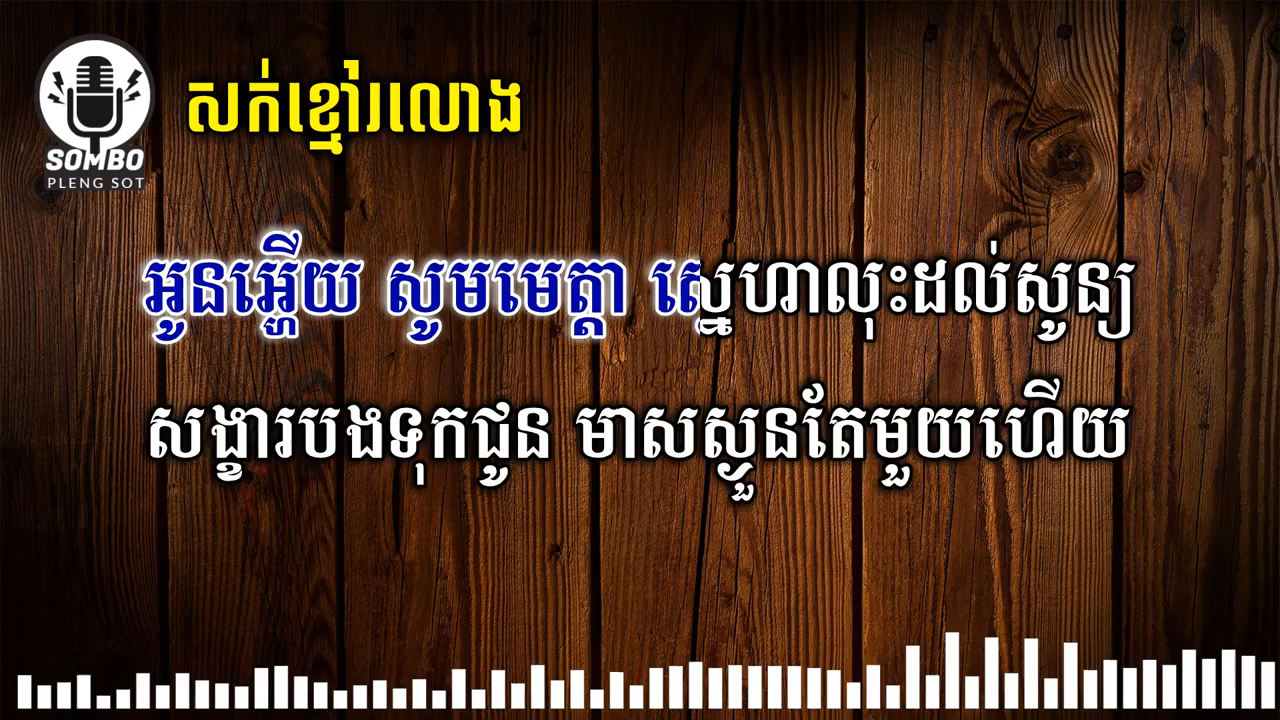 SOMBO
PLENG SOT
សក់ខ្មៅរលោង
អូនអ្ហើយ សូមមេត្តា ស្នេហាលុះដល់សូន្យ
សង្ខារបងទុកជូន មាសស្ងួនតែមួយហើយ